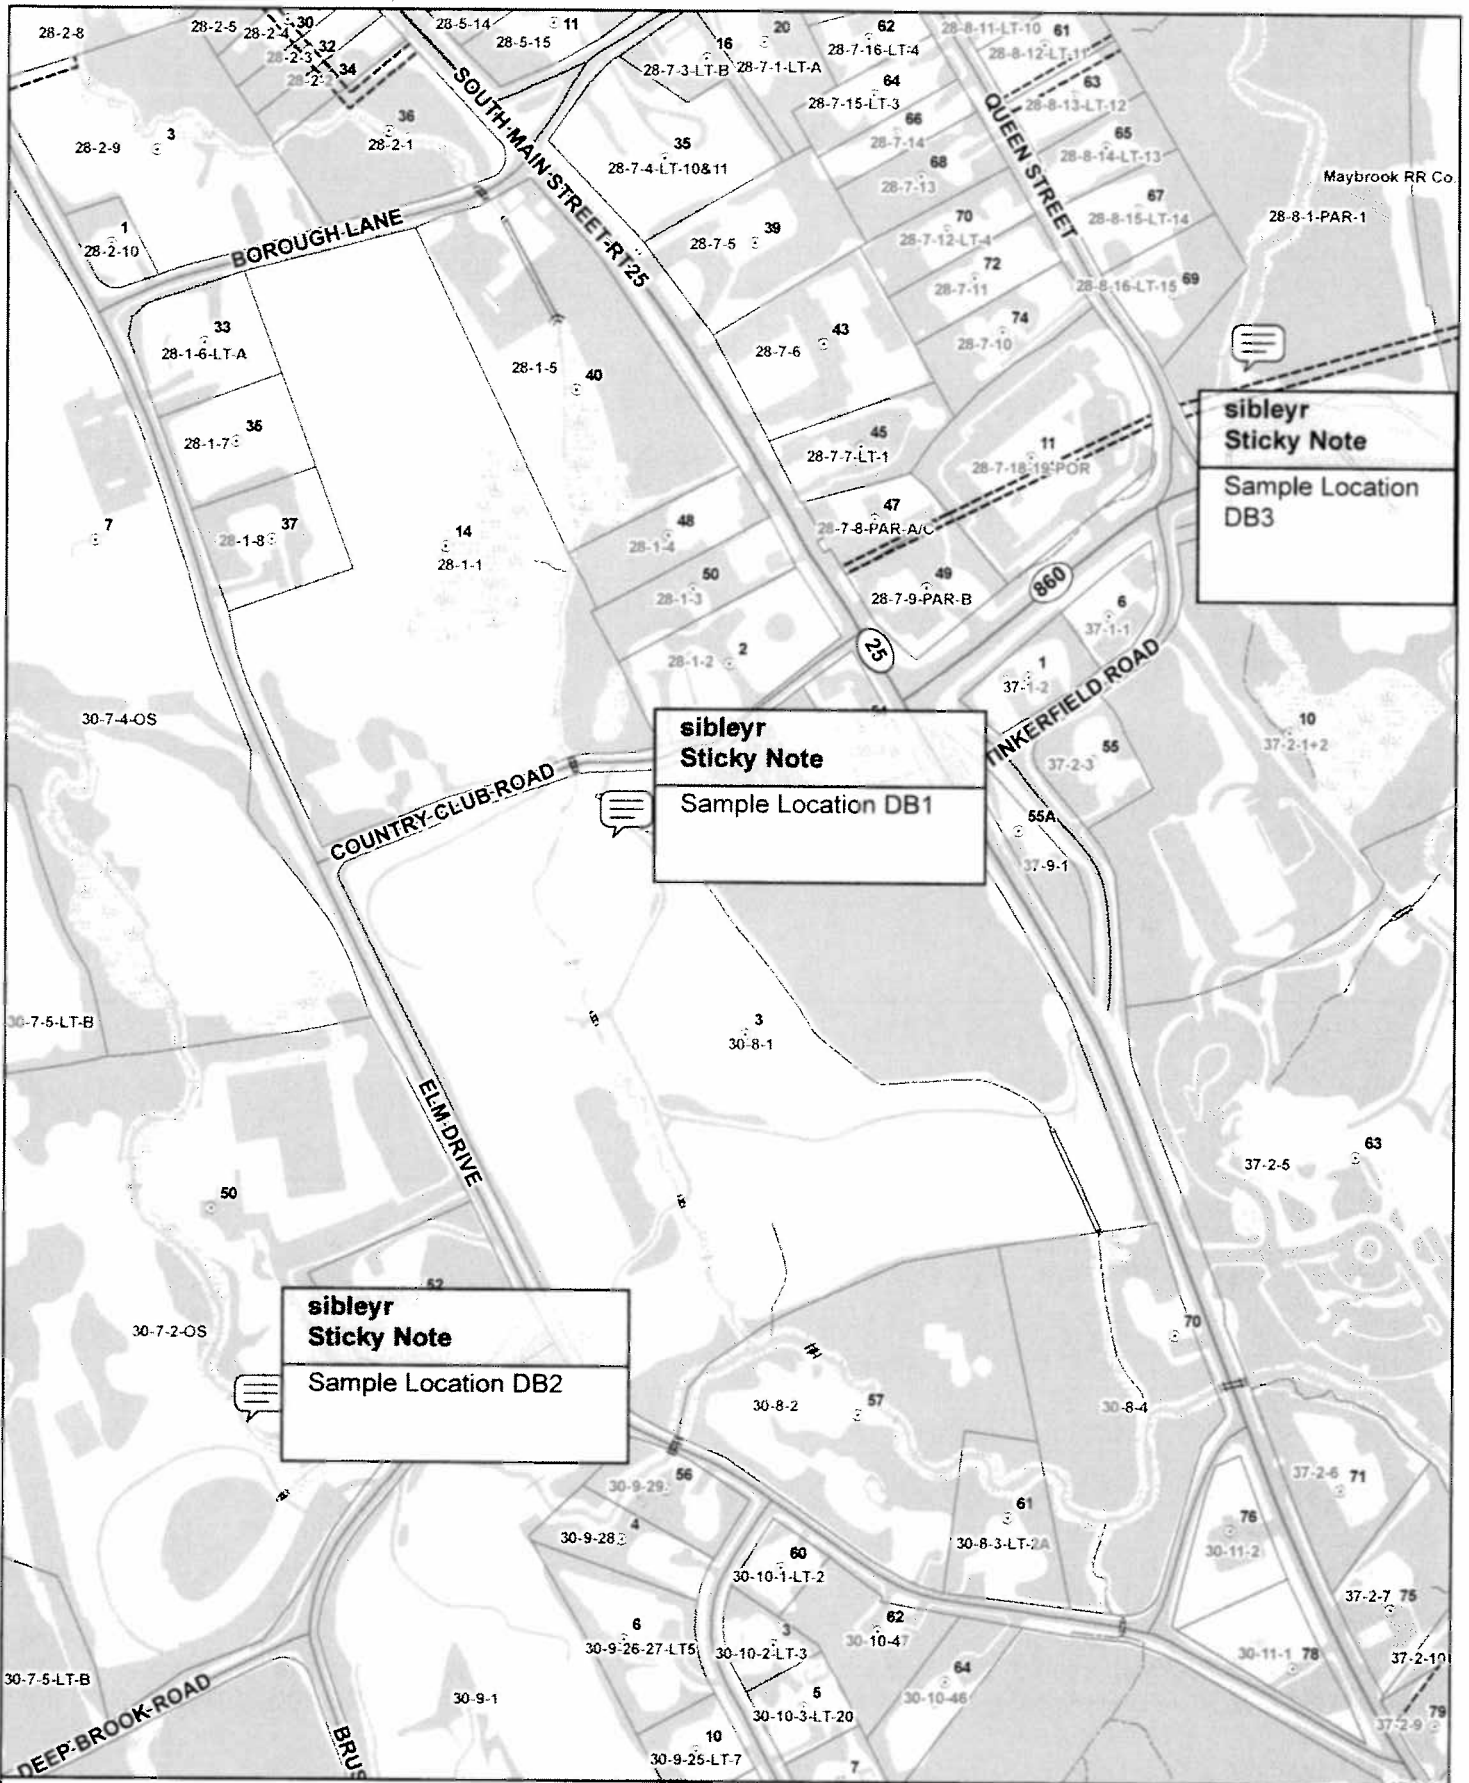 28-2-8
28-2-5
28-2-4
30
28-5-14
11
28-5-15
32
28-2-3
34
28-2-2
16
28-7-3-LT-B
20
28-7-1-LT-A
62
28-7-16-LT-4
28-8-11-LT-10
61
28-8-12-LT-11
64
28-7-15-LT-3
63
28-8-13-LT-12
3
28-2-9
36
28-2-1
SOUTH MAIN STREET-RT 25
35
28-7-4-LT-10&11
66
28-7-14
QUEEN STREET
65
28-8-14-LT-13
68
28-7-13
Maybrook RR Co.
28-8-1-PAR-1
67
28-8-15-LT-14
1
28-2-10
BOROUGH LANE
39
28-7-5
70
28-7-12-LT-4
72
28-7-11
28-8-16-LT-15
69
33
28-1-6-LT-A
43
28-7-6
74
28-7-10
28-1-5
40
36
28-1-7
45
28-7-7-LT-1
11
28-7-18-19-POR
sibleyr
Sticky Note
Sample Location
DB3
7
28-1-8
37
14
28-1-1
48
28-1-4
47
28-7-8-PAR-A/C
50
28-1-3
49
28-7-9-PAR-B
860
6
37-1-1
25
28-1-2
2
1
37-1-2
TINKERFIELD ROAD
30-7-4-OS
10
37-2-1+2
sibleyr
Sticky Note
Sample Location DB1
55
37-2-3
COUNTRY CLUB ROAD
55A
37-9-1
30-7-5-LT-B
3
30-8-1
ELM DRIVE
63
37-2-5
50
52
30-7-2-OS
sibleyr
Sticky Note
Sample Location DB2
70
30-8-2
57
30-8-4
56
30-9-29
37-2-6
71
4
30-9-28
61
30-8-3-LT-2A
76
30-11-2
60
30-10-1-LT-2
37-2-7
75
6
30-9-26-27-LT5
3
30-10-2-LT-3
62
30-10-47
30-11-1
78
37-2-10
30-7-5-LT-B
DEEP BROOK ROAD
30-9-1
64
30-10-46
5
30-10-3-LT-20
37-2-9
79
BRUS
10
30-9-25-LT-7
7